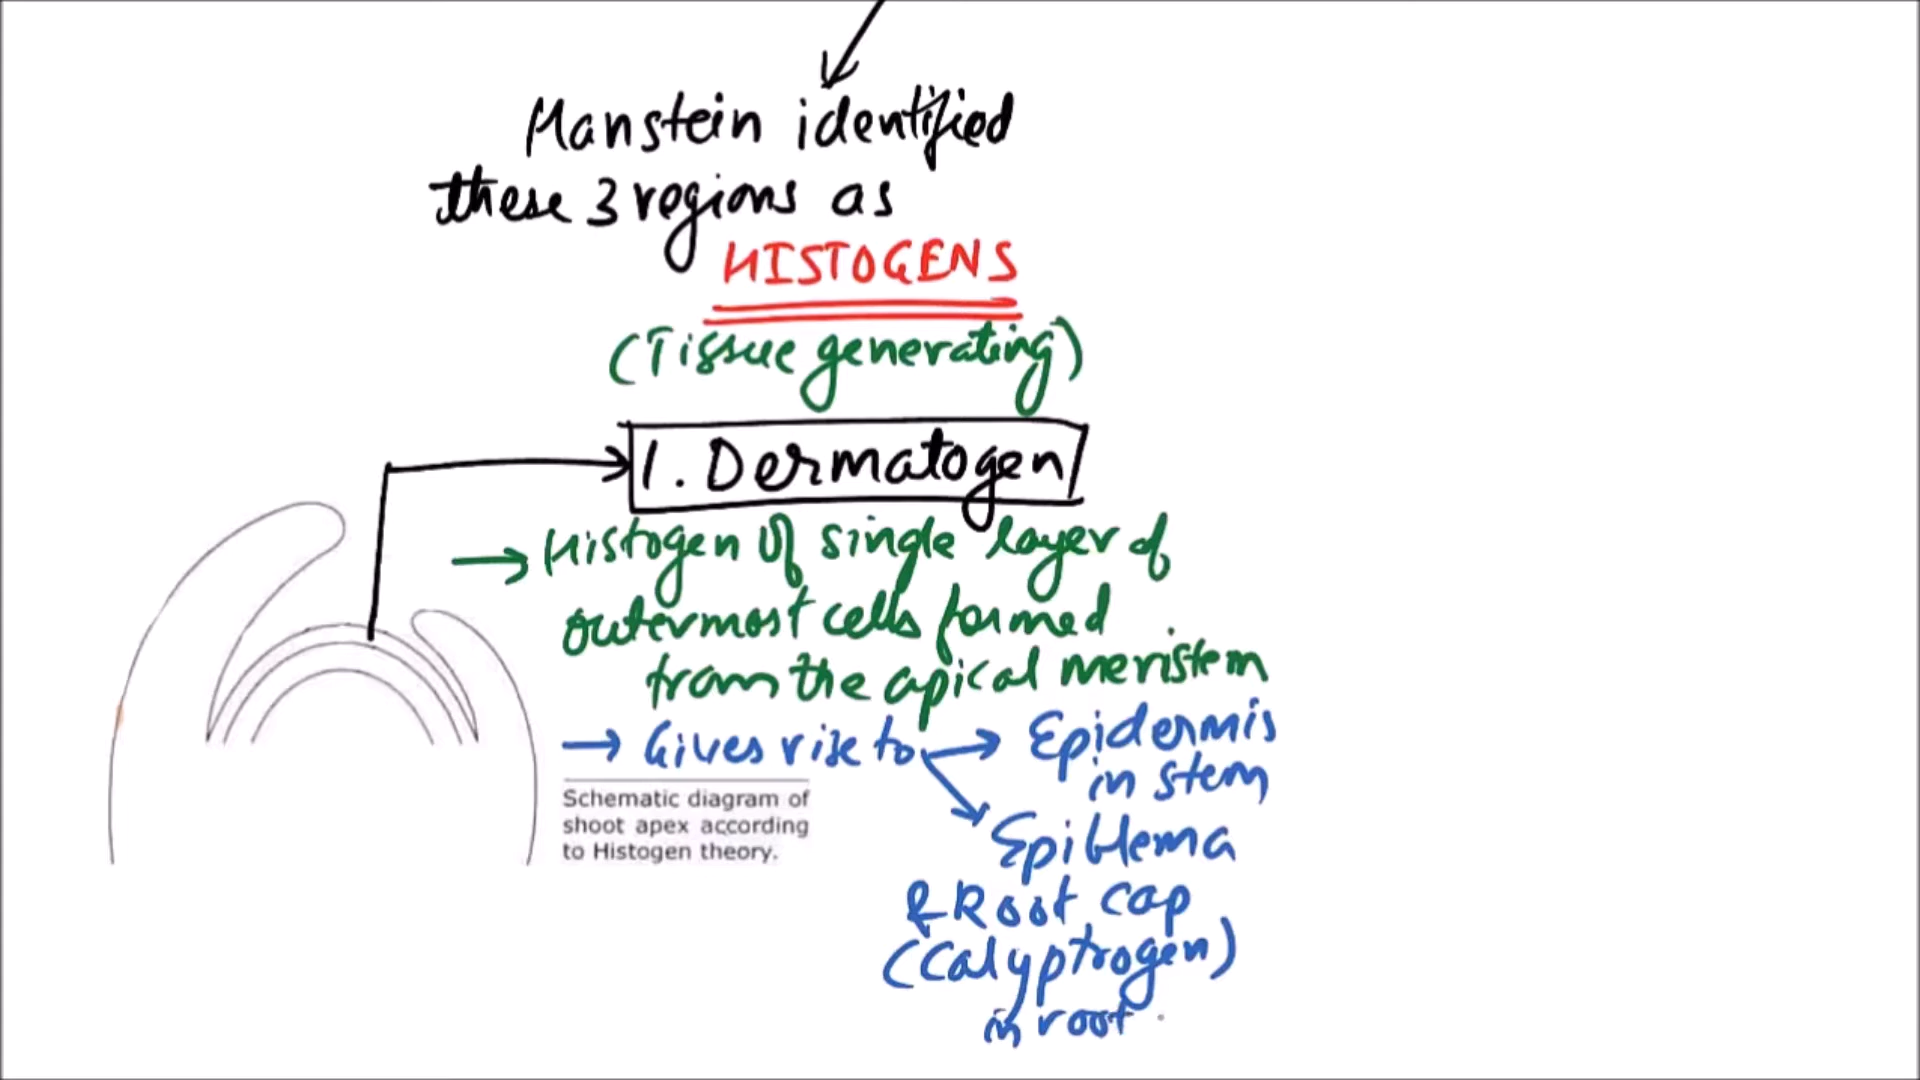 Hanstein identified
these 3 regions as
HISTOGENS
(Tissue generating)
1. Dermatogen
→ Histogen of single layer of
outermost cells formed
from the apical meristem
→ Gives rise to → Epidermis
in stem
Epiblema
& Root cap
(Calyptrogen)
in root
Schematic diagram of
shoot apex according
to Histogen theory.